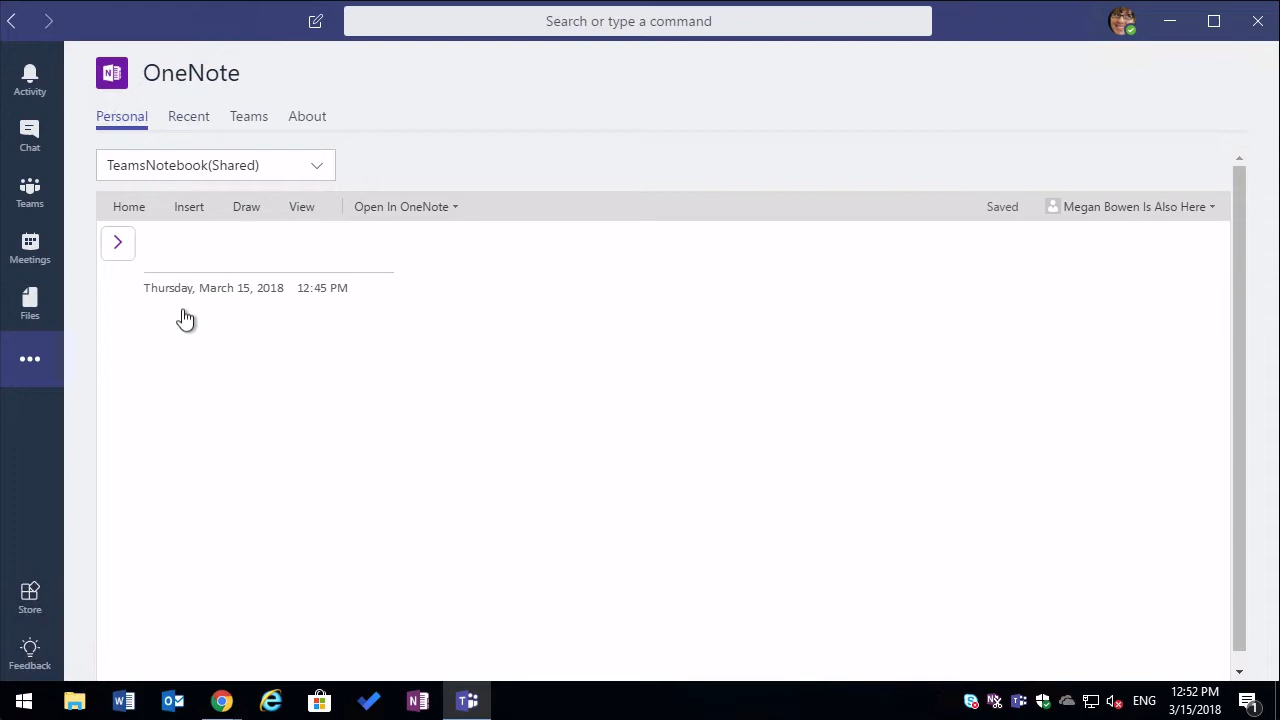 Search or type a command
Activity
Chat
Teams
Meetings
Files
Store
Feedback
OneNote
Personal Recent Teams About
TeamsNotebook(Shared)
Home Insert Draw View Open In OneNote Saved Megan Bowen Is Also Here
Thursday, March 15, 2018 12:45 PM
ENG
12:52 PM
3/15/2018
1